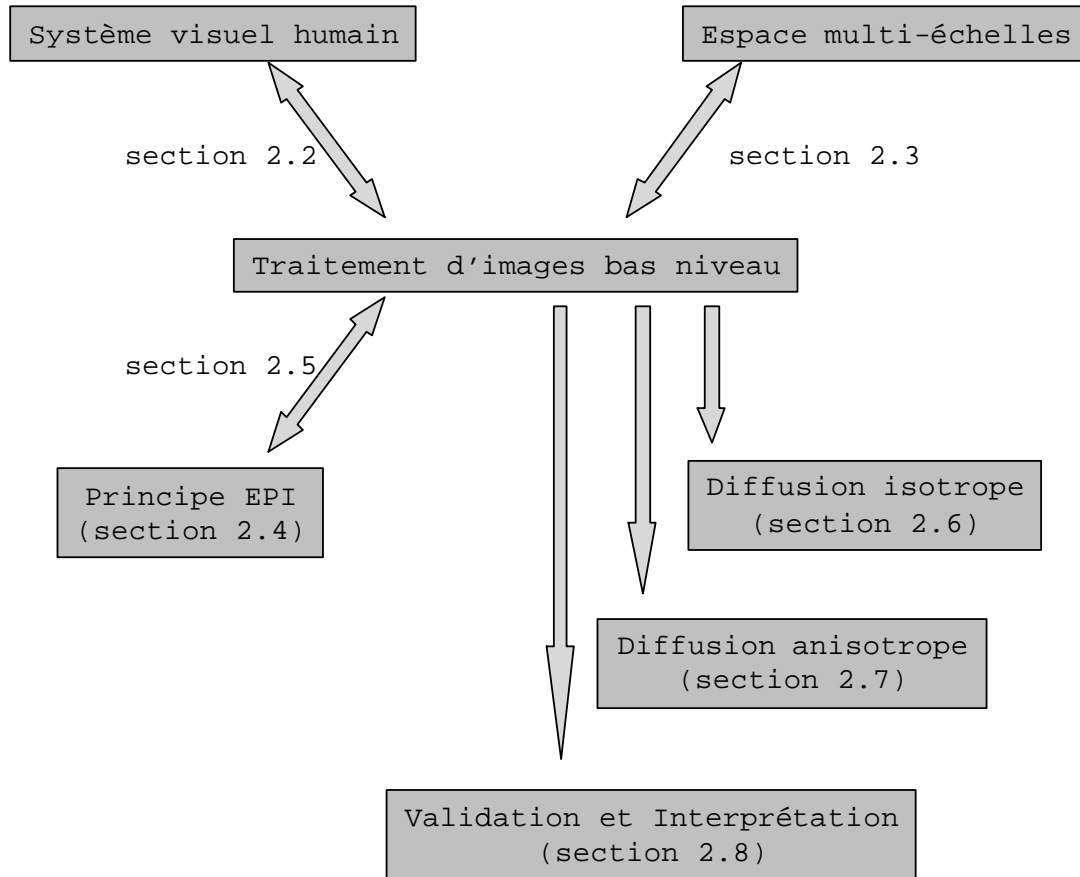 Système visuel humain
Espace multi-échelles
section 2.2
section 2.3
Traitement d'images bas niveau
section 2.5
Principe EPI
(section 2.4)
Diffusion isotrope
(section 2.6)
Diffusion anisotrope
(section 2.7)
Validation et Interprétation
(section 2.8)